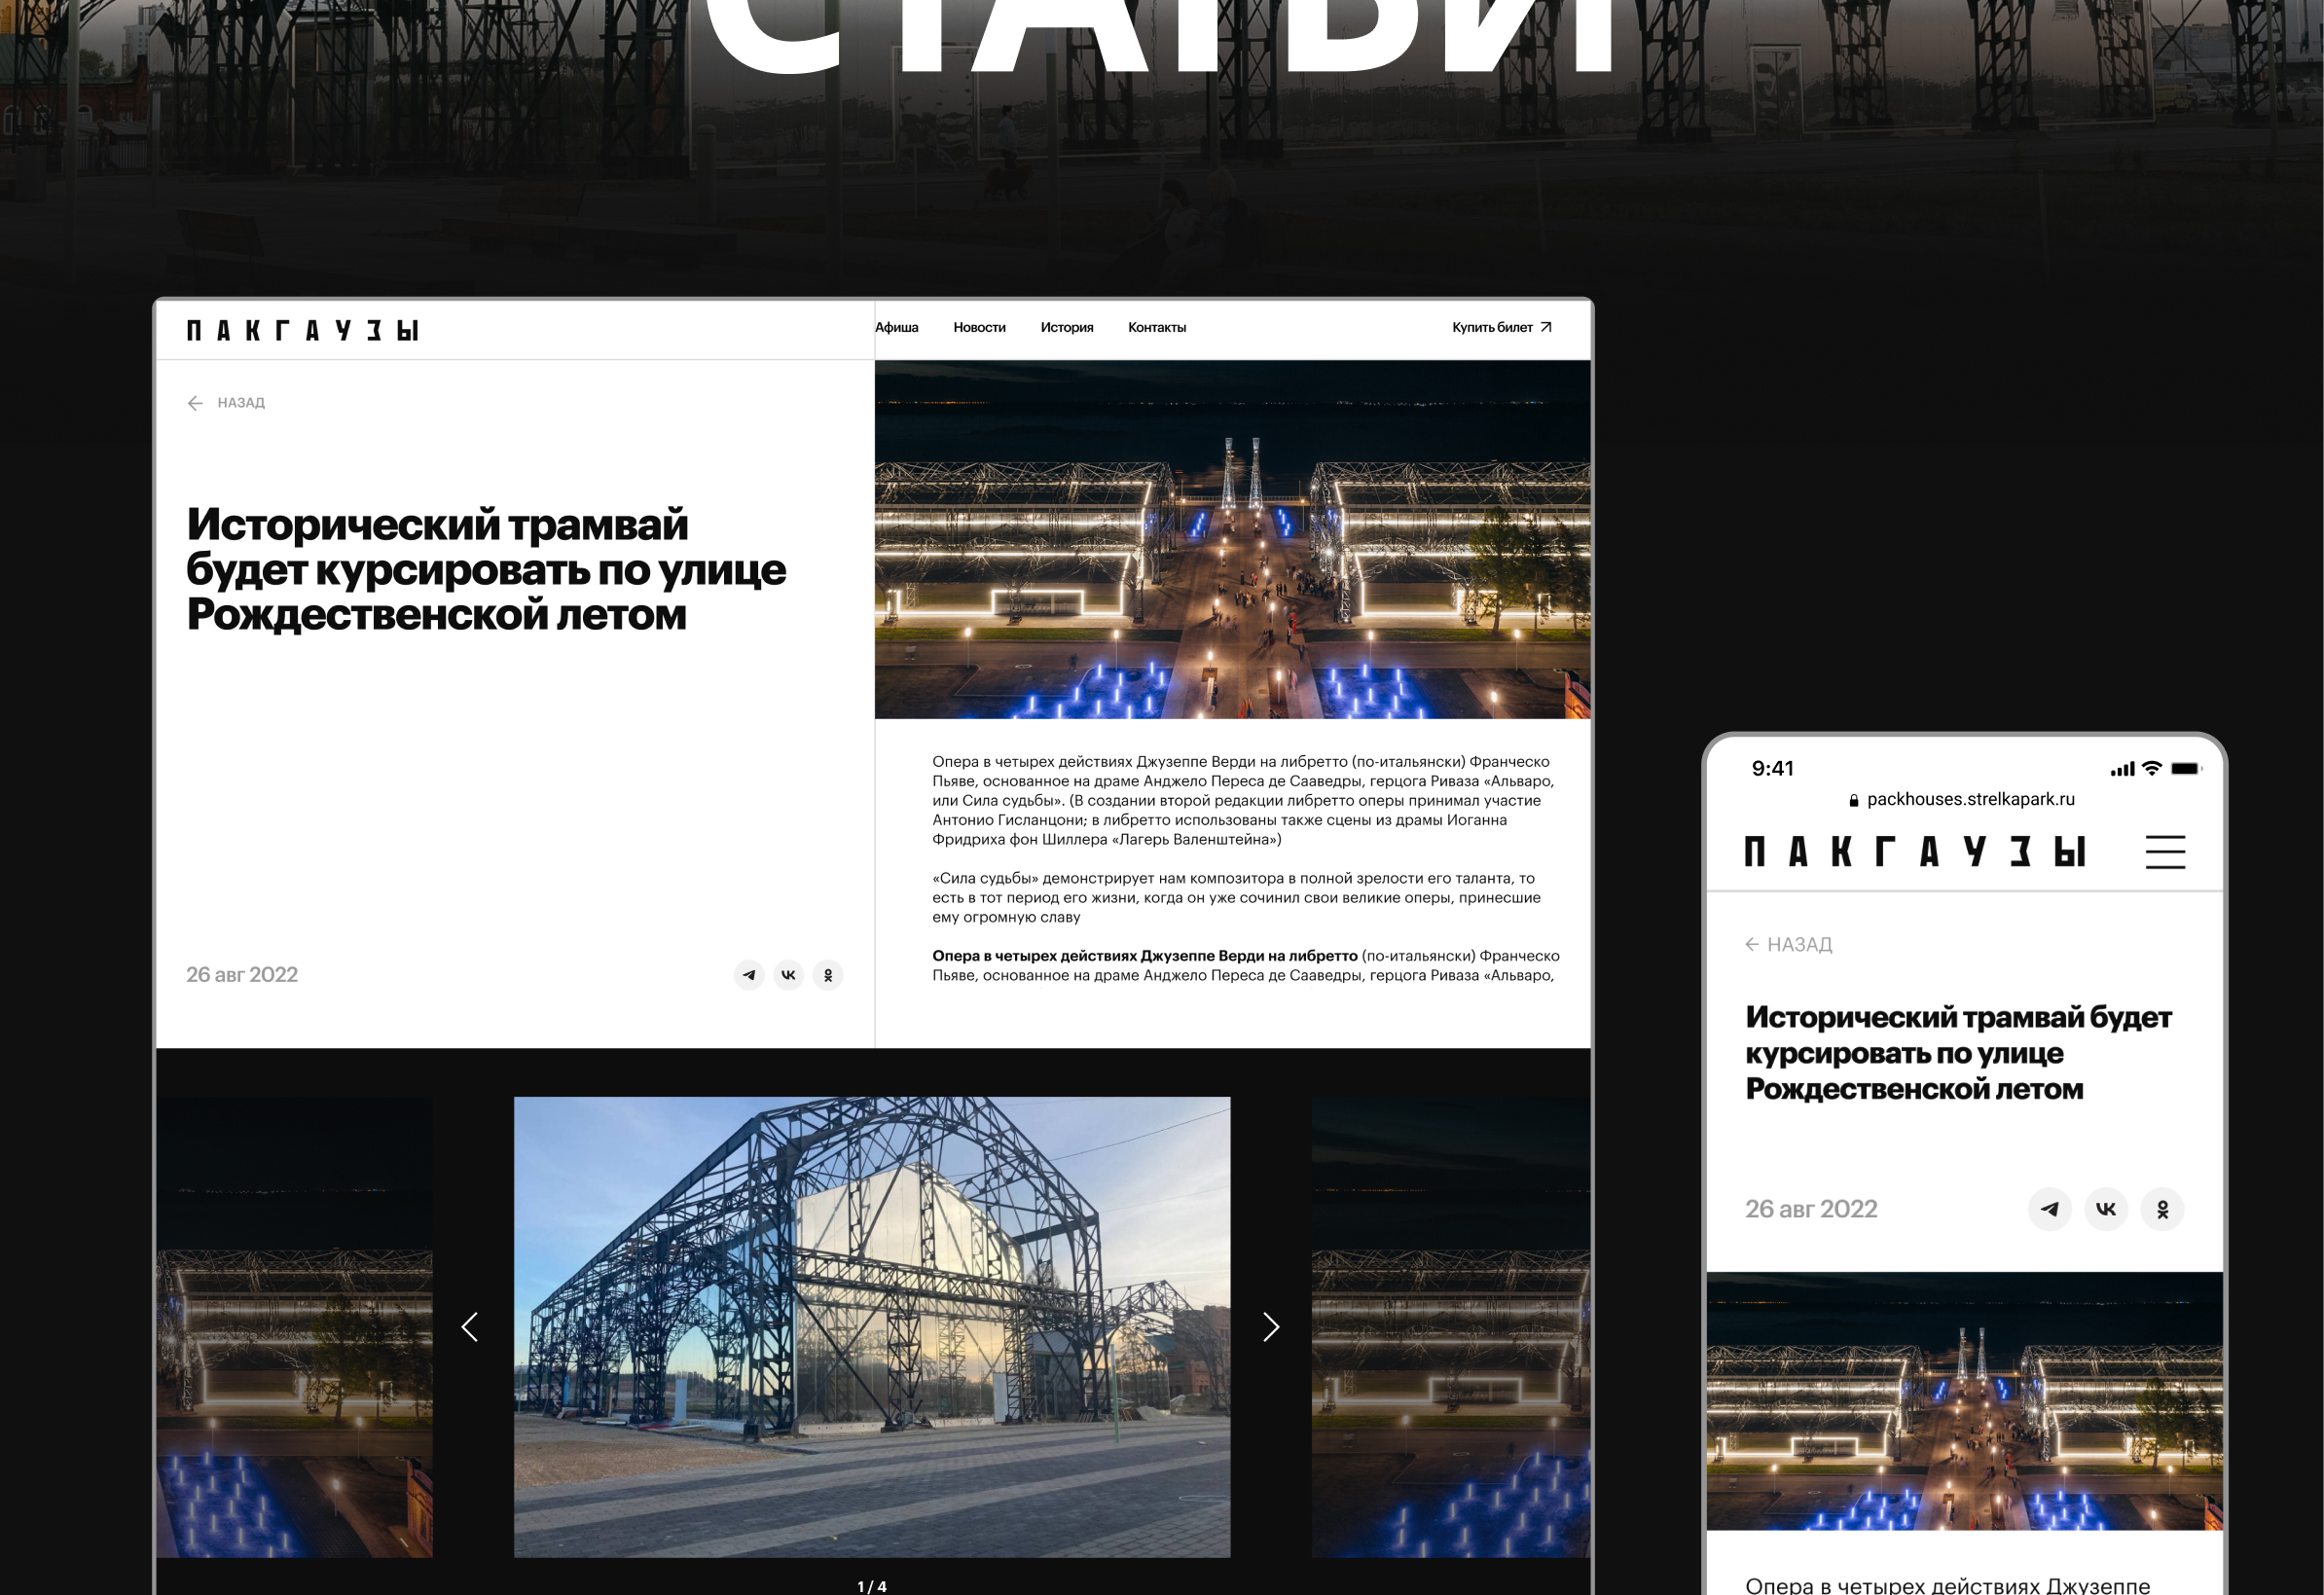 СТАТЬИ
ПАКГАУЗЫ
Афиша Новости История Контакты Купить билет
НАЗАД
Исторический трамвай
будет курсировать по улице
Рождественской летом
26 авг 2022
Опера в четырех действиях Джузеппе Верди на либретто (по-итальянски) Франческо
Пьяве, основанное на драме Анджело Переса де Сааведры, герцога Риваза «Альваро,
или Сила судьбы». (В создании второй редакции либретто оперы принимал участие
Антонио Гисланцони; в либретто использованы также сцены из драмы Иоганна
Фридриха фон Шиллера «Лагерь Валенштейна»)
«Сила судьбы» демонстрирует нам композитора в полной зрелости его таланта, то
есть в тот период его жизни, когда он уже сочинил свои великие оперы, принесшие
ему огромную славу
Опера в четырех действиях Джузеппе Верди на либретто (по-итальянски) Франческо
Пьяве, основанное на драме Анджело Переса де Сааведры, герцога Риваза «Альваро,
1 / 4
9:41
packhouses.strelkapark.ru
ПАКГАУЗЫ
НАЗАД
Исторический трамвай будет
курсировать по улице
Рождественской летом
26 авг 2022
Опера в четырех действиях Джузеппе